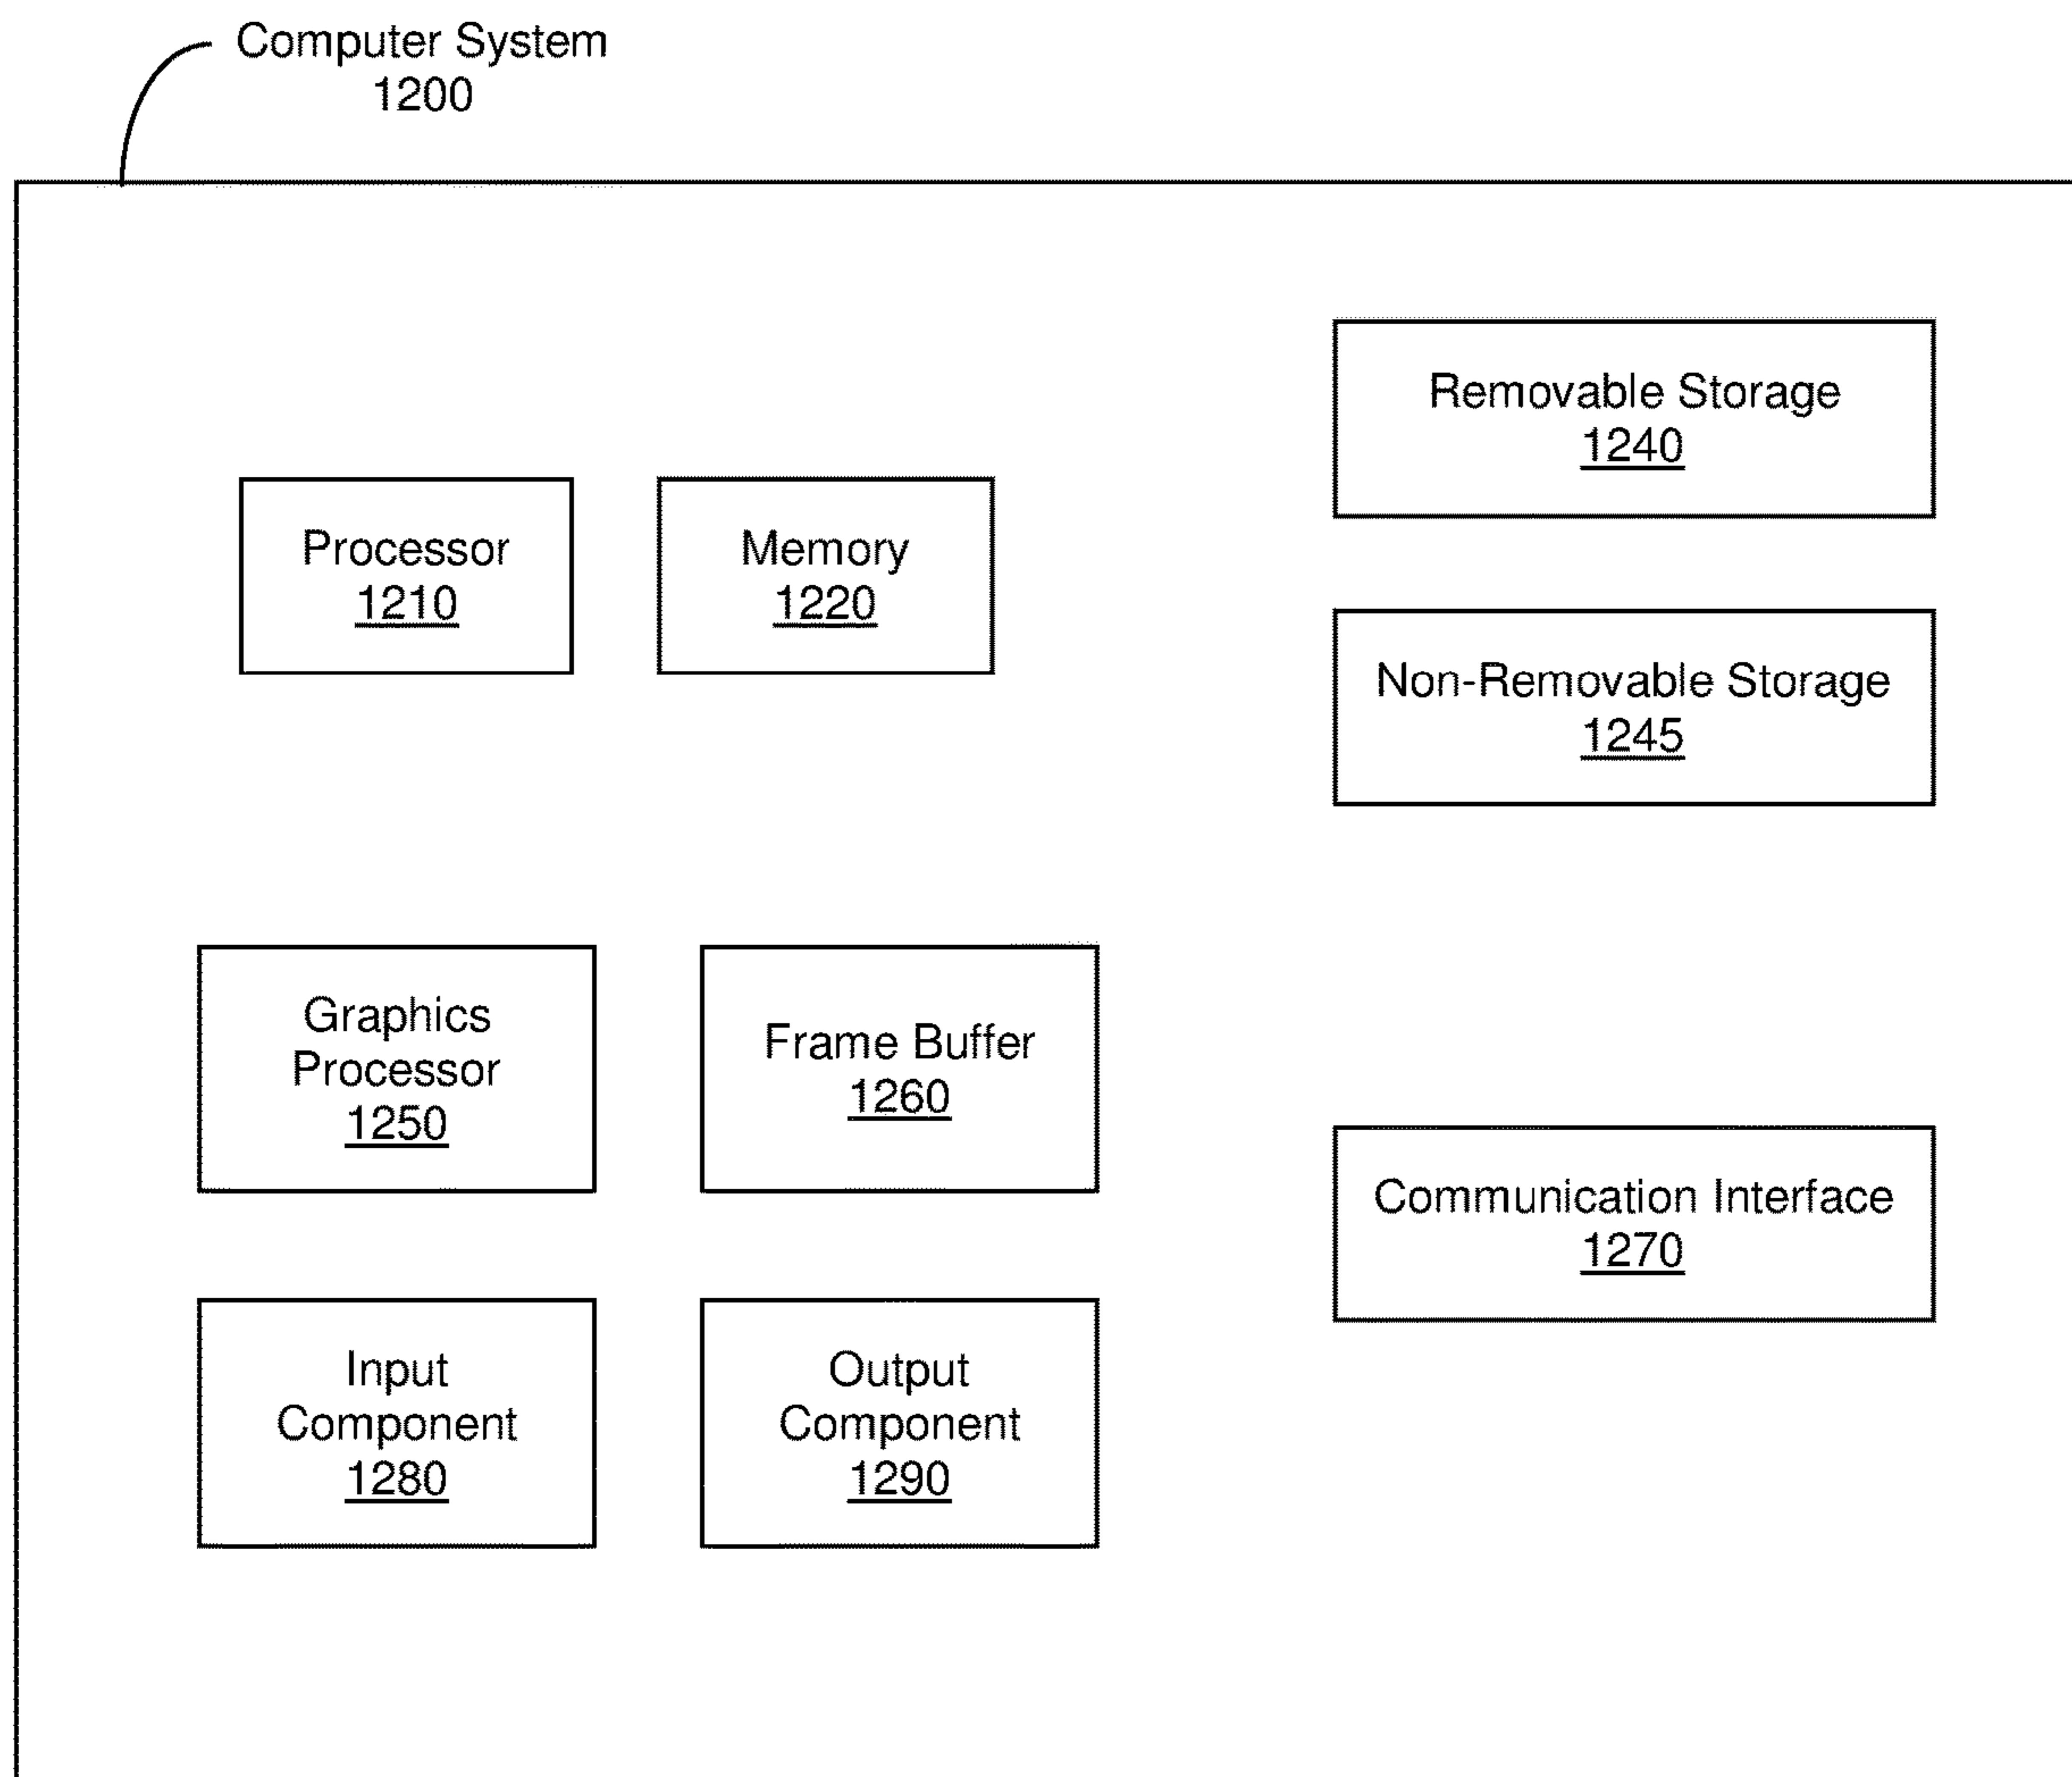 Computer System
1200
Removable Storage
1240
Processor
1210
Memory
1220
Non-Removable Storage
1245
Graphics
Processor
1250
Frame Buffer
1260
Communication Interface
1270
Input
Component
1280
Output
Component
1290